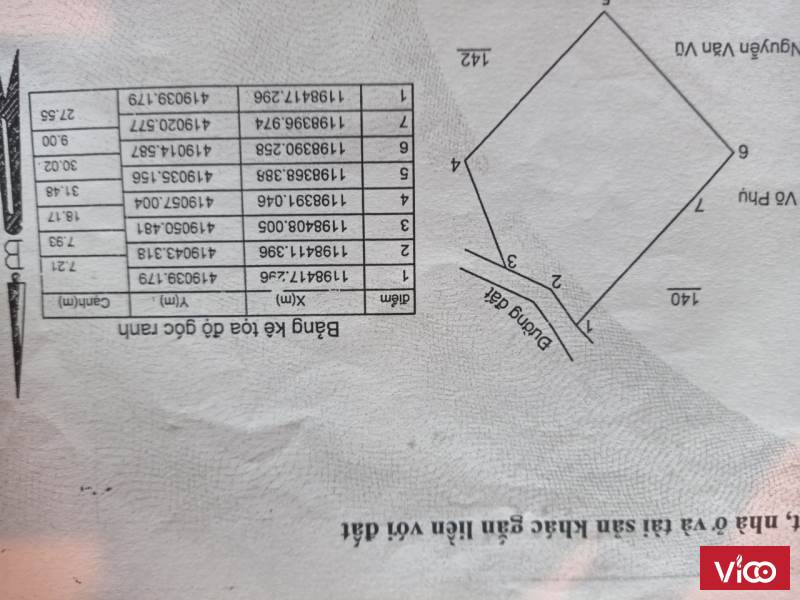 t, nhà ở và tài sản khác gắn liền với đất
Bảng kê tọa độ góc ranh
điểm X(m) Y(m) Cạnh(m)
1 1198417.296 419039.179
7.21
2 1198411.396 419043.318
7.93
3 1198408.005 419050.481
18.17
4 1198391.046 419057.004
31.48
5 1198368.388 419035.156
30.02
6 1198390.258 419014.587
9.00
7 1198396.974 419020.577
27.55
1 1198417.296 419039.179
Đường đất
1
2
3
140
7
Võ Phụ
6
4
Nguyễn Văn Vũ
142
5
B
Vico